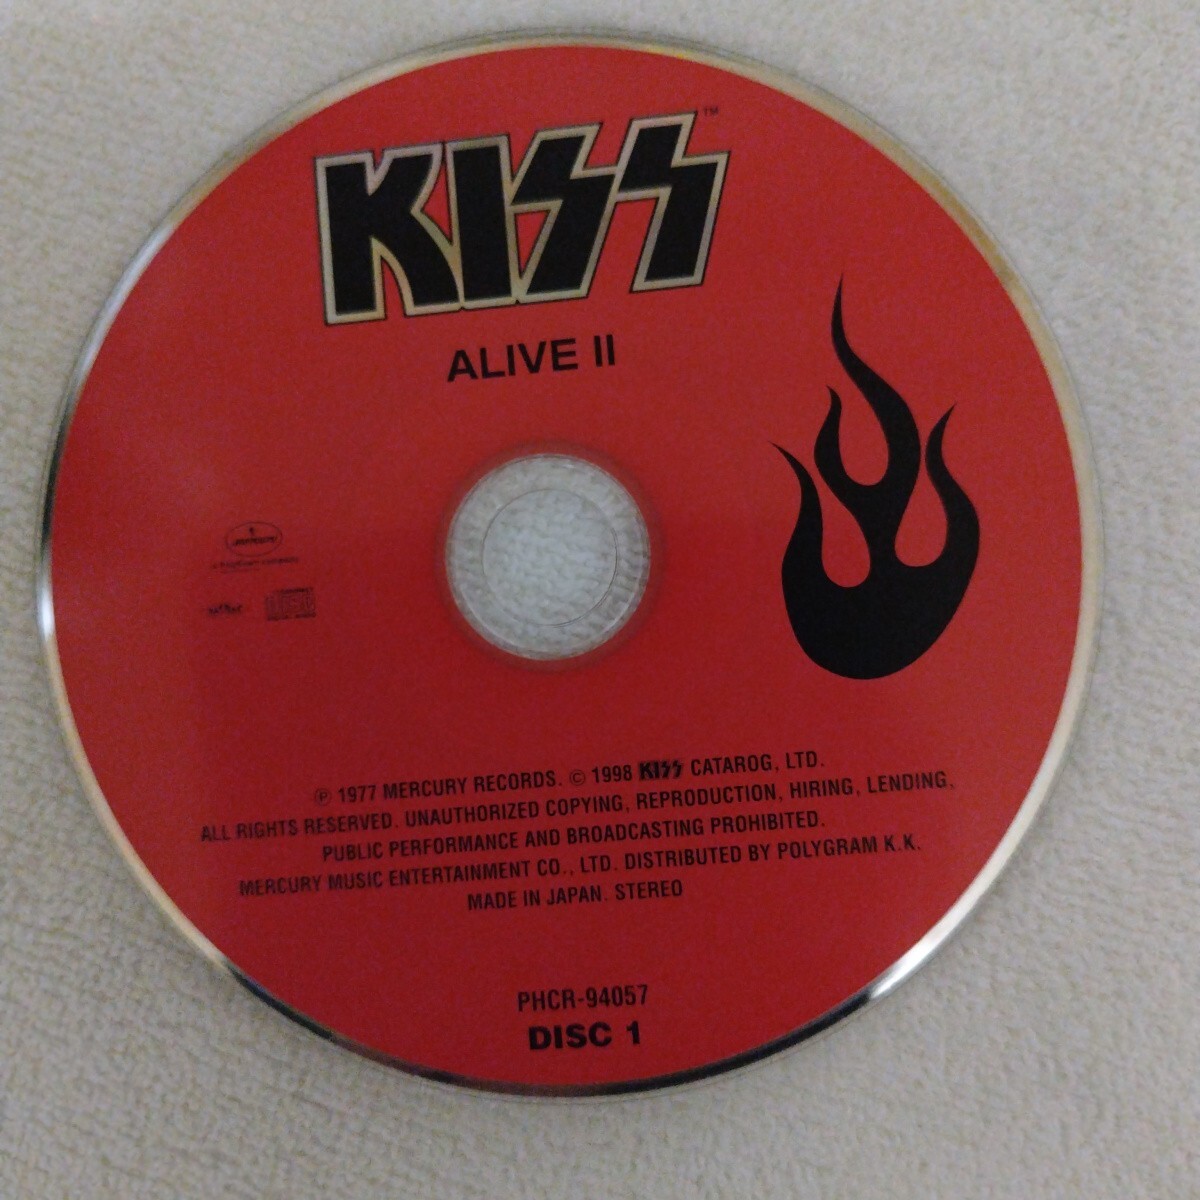 KISS™
ALIVE II
℗ 1977 MERCURY RECORDS. © 1998 KISS CATAROG, LTD.
ALL RIGHTS RESERVED. UNAUTHORIZED COPYING, REPRODUCTION, HIRING, LENDING,
PUBLIC PERFORMANCE AND BROADCASTING PROHIBITED.
MERCURY MUSIC ENTERTAINMENT CO., LTD. DISTRIBUTED BY POLYGRAM K.K.
MADE IN JAPAN. STEREO
PHCR-94057
DISC 1